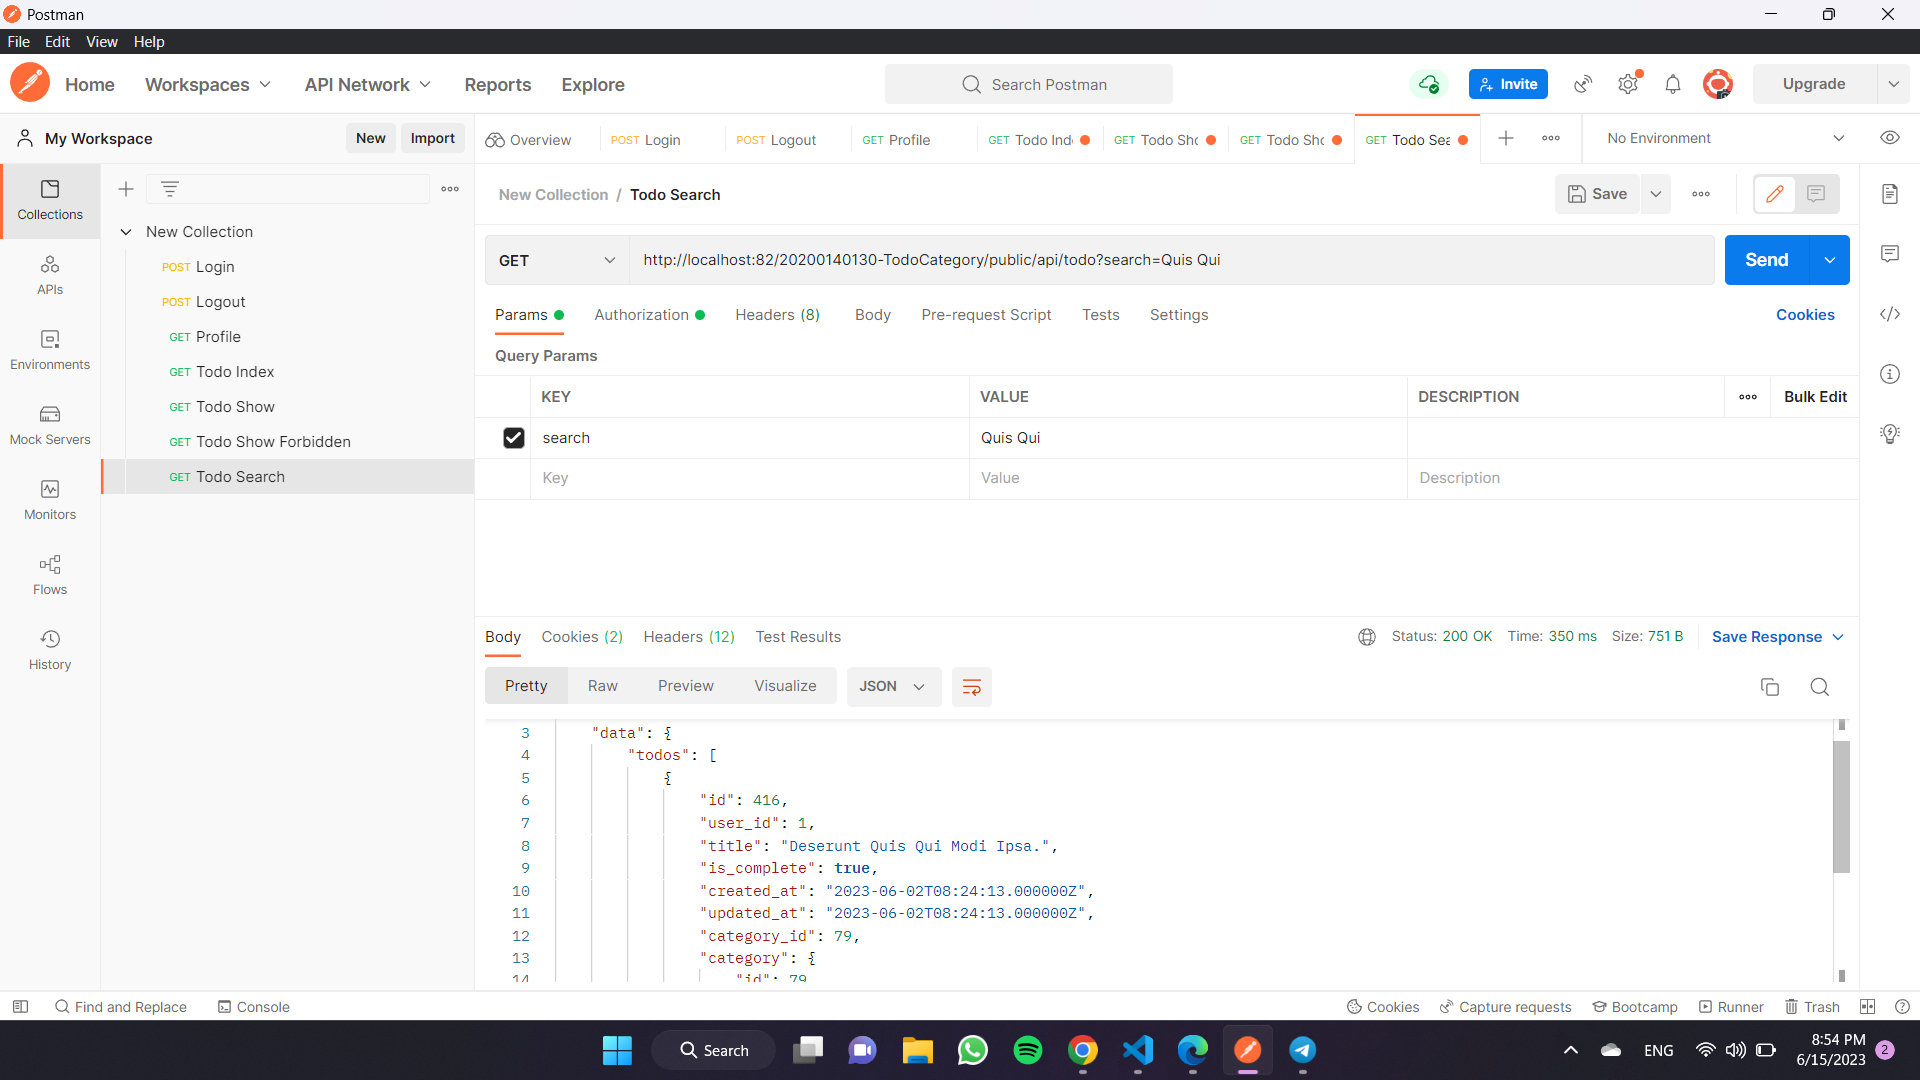 Postman
File Edit View Help
Home Workspaces API Network Reports Explore Search Postman Invite Upgrade
My Workspace New Import Overview POST Login POST Logout GET Profile GET Todo Ind GET Todo Sho GET Todo Sho GET Todo Sea No Environment
Collections
APIs
Environments
Mock Servers
Monitors
Flows
History
New Collection
POST Login
POST Logout
GET Profile
GET Todo Index
GET Todo Show
GET Todo Show Forbidden
GET Todo Search
New Collection / Todo Search Save
GET http://localhost:82/20200140130-TodoCategory/public/api/todo?search=Quis Qui Send
Params Authorization Headers (8) Body Pre-request Script Tests Settings Cookies
Query Params
KEY VALUE DESCRIPTION Bulk Edit
search Quis Qui
Key Value Description
Body Cookies (2) Headers (12) Test Results Status: 200 OK Time: 350 ms Size: 751 B Save Response
Pretty Raw Preview Visualize JSON
3 "data": {
4 "todos": [
5 {
6 "id": 416,
7 "user_id": 1,
8 "title": "Deserunt Quis Qui Modi Ipsa.",
9 "is_complete": true,
10 "created_at": "2023-06-02T08:24:13.000000Z",
11 "updated_at": "2023-06-02T08:24:13.000000Z",
12 "category_id": 79,
13 "category": {
14 "id": 79
Find and Replace Console Cookies Capture requests Bootcamp Runner Trash
Search ENG 8:54 PM
6/15/2023 2